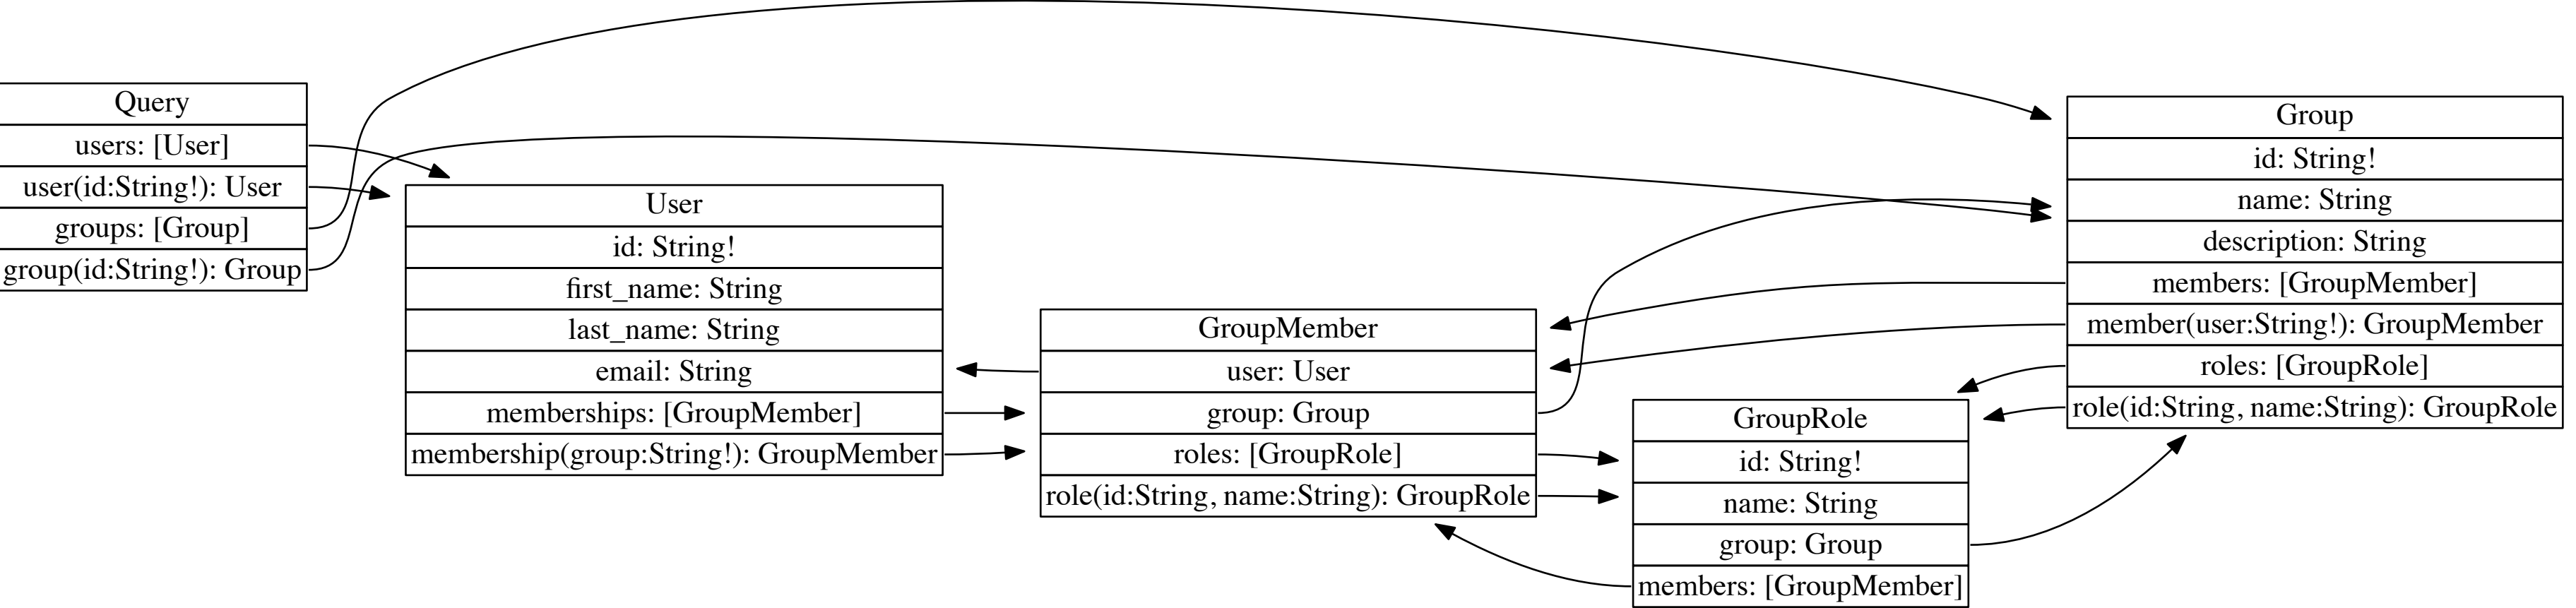 Query
users: [User]
user(id:String!): User
groups: [Group]
group(id:String!): Group
User
id: String!
first_name: String
last_name: String
email: String
memberships: [GroupMember]
membership(group:String!): GroupMember
GroupMember
user: User
group: Group
roles: [GroupRole]
role(id:String, name:String): GroupRole
GroupRole
id: String!
name: String
group: Group
members: [GroupMember]
Group
id: String!
name: String
description: String
members: [GroupMember]
member(user:String!): GroupMember
roles: [GroupRole]
role(id:String, name:String): GroupRole